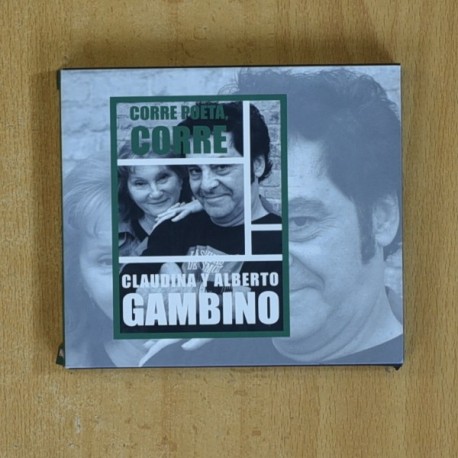 CORRE POETA,
CORRE
CLAUDINA Y ALBERTO
GAMBINO